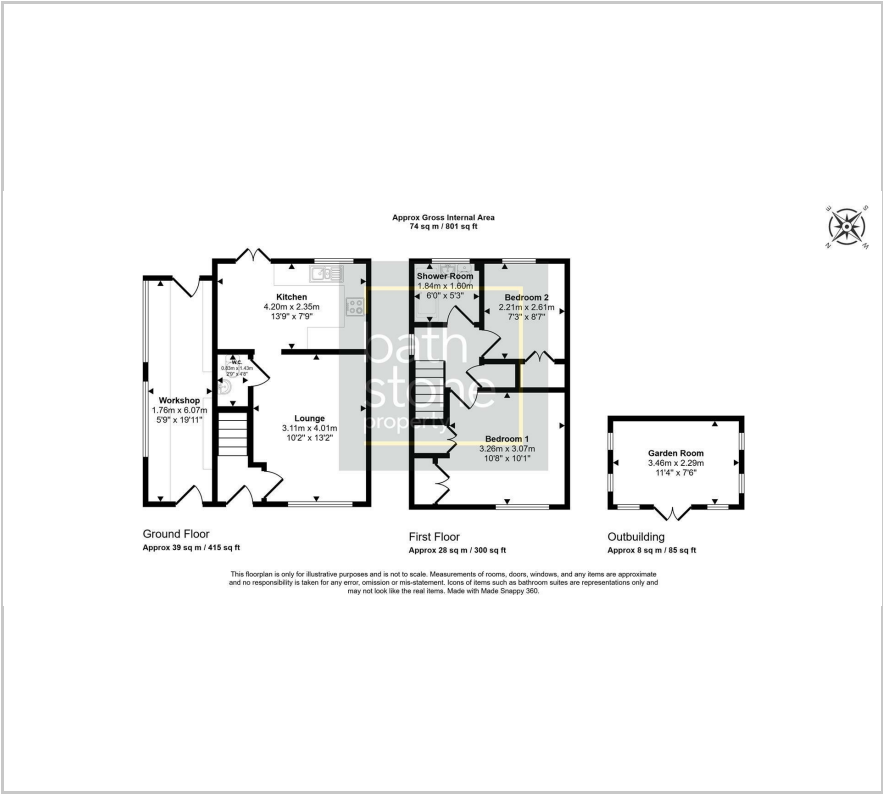 Approx Gross Internal Area
74 sq m / 801 sq ft
S
E
W
N
Kitchen
4.20m x 2.35m
13'9" x 7'9"
W.C.
0.83m x 1.43m
2'9" x 4'8"
Workshop
1.76m x 6.07m
5'9" x 19'11"
Lounge
3.11m x 4.01m
10'2" x 13'2"
Shower Room
1.84m x 1.60m
6'0" x 5'3"
Bedroom 2
2.21m x 2.61m
7'3" x 8'7"
bath
stone
property
Bedroom 1
3.26m x 3.07m
10'8" x 10'1"
Garden Room
3.46m x 2.29m
11'4" x 7'6"
Ground Floor
Approx 39 sq m / 415 sq ft
First Floor
Approx 28 sq m / 300 sq ft
Outbuilding
Approx 8 sq m / 85 sq ft
This floorplan is only for illustrative purposes and is not to scale. Measurements of rooms, doors, windows, and any items are approximate
and no responsibility is taken for any error, omission or mis-statement. Icons of items such as bathroom suites are representations only and
may not look like the real items. Made with Made Snappy 360.